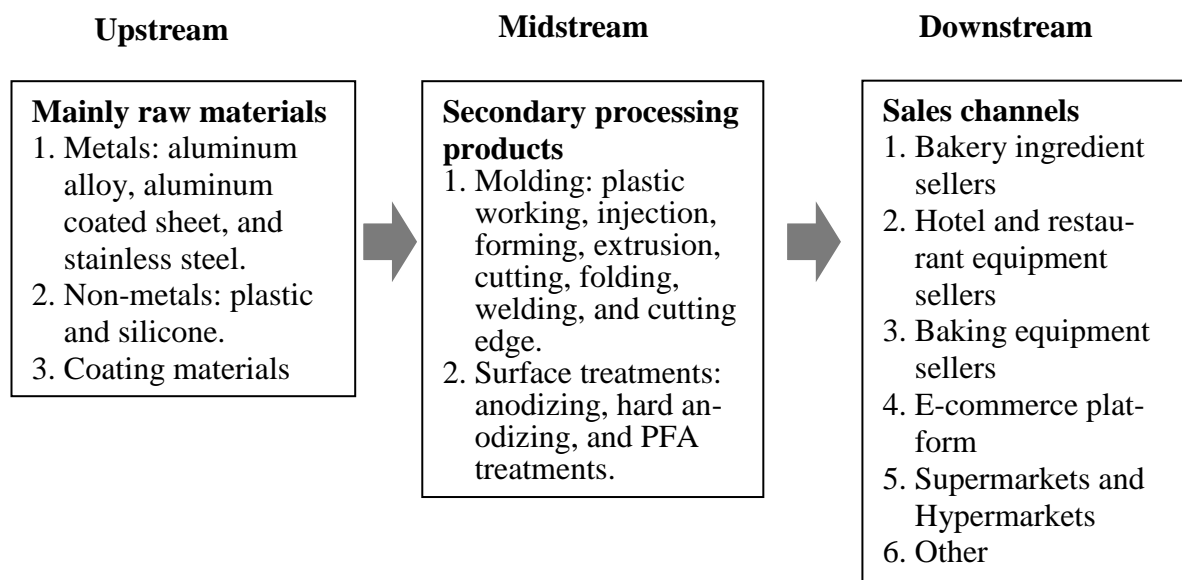 Upstream
Midstream
Downstream
Mainly raw materials
1. Metals: aluminum
alloy, aluminum
coated sheet, and
stainless steel.
2. Non-metals: plastic
and silicone.
3. Coating materials
Secondary processing
products
1. Molding: plastic
working, injection,
forming, extrusion,
cutting, folding,
welding, and cutting
edge.
2. Surface treatments:
anodizing, hard an-
odizing, and PFA
treatments.
Sales channels
1. Bakery ingredient
sellers
2. Hotel and restau-
rant equipment
sellers
3. Baking equipment
sellers
4. E-commerce plat-
form
5. Supermarkets and
Hypermarkets
6. Other